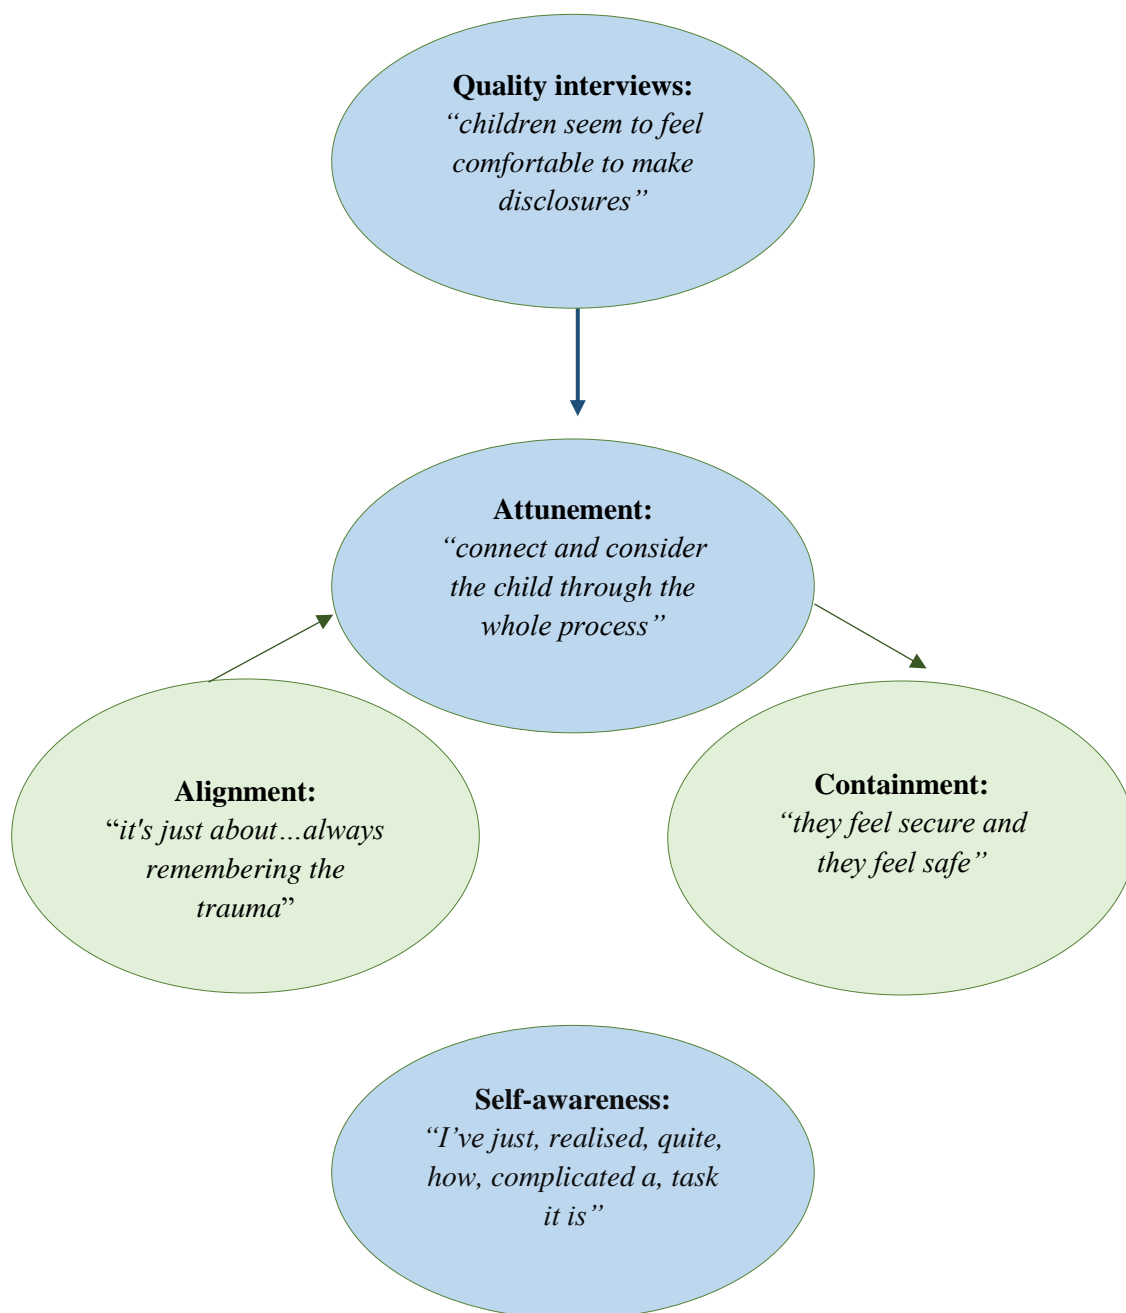 Quality interviews:
“children seem to feel
comfortable to make
disclosures”
Attunement:
“connect and consider
the child through the
whole process”
Alignment:
“it's just about…always
remembering the
trauma”
Containment:
“they feel secure and
they feel safe”
Self-awareness:
“I’ve just, realised, quite,
how, complicated a, task
it is”